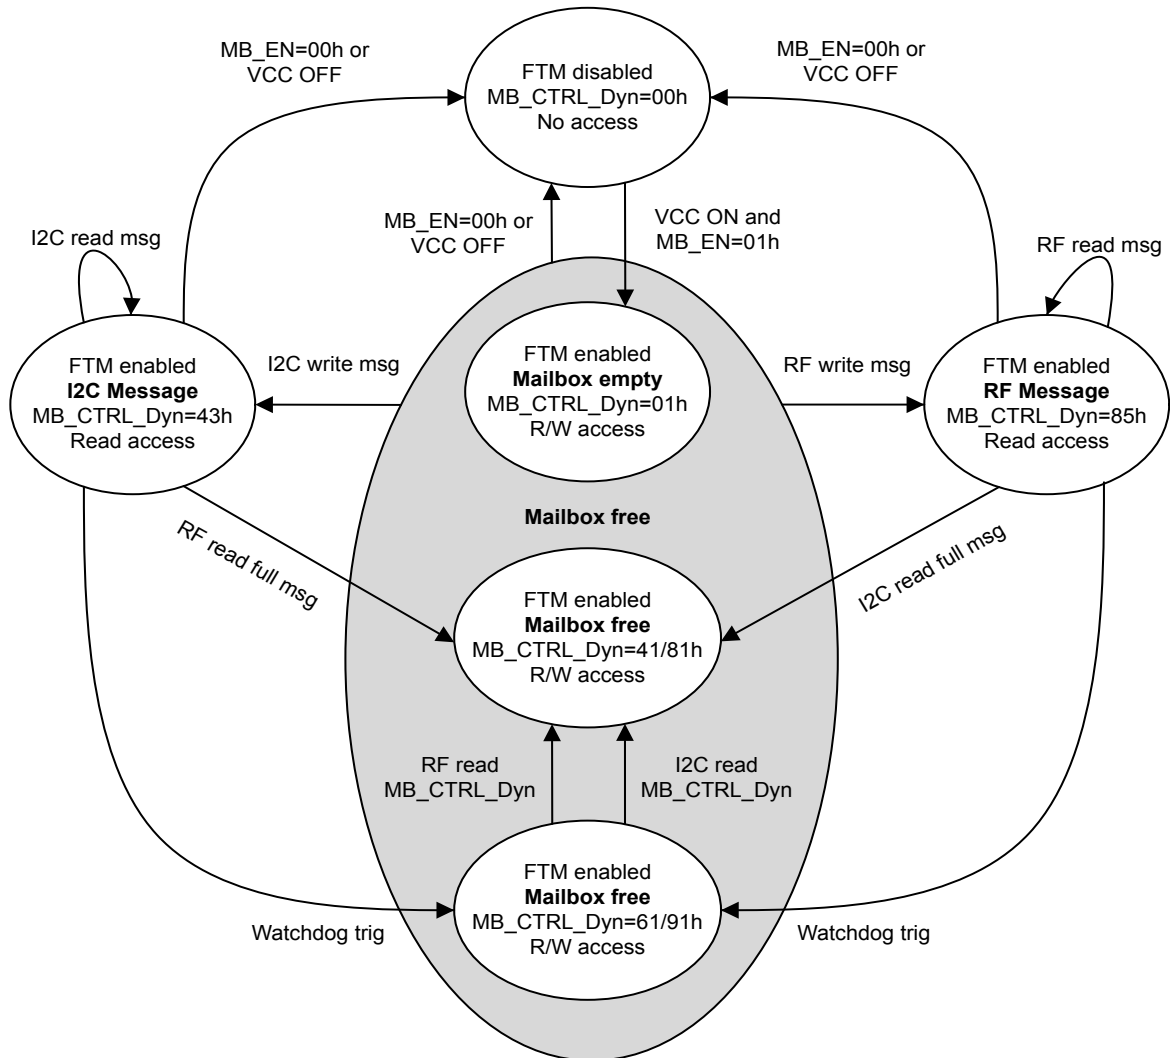 MB_EN=00h or
VCC OFF
FTM disabled
MB_CTRL_Dyn=00h
No access
MB_EN=00h or
VCC OFF
MB_EN=00h or
VCC OFF
VCC ON and
MB_EN=01h
I2C read msg
RF read msg
FTM enabled
I2C Message
MB_CTRL_Dyn=43h
Read access
I2C write msg
FTM enabled
Mailbox empty
MB_CTRL_Dyn=01h
R/W access
RF write msg
FTM enabled
RF Message
MB_CTRL_Dyn=85h
Read access
Mailbox free
RF read full msg
I2C read full msg
FTM enabled
Mailbox free
MB_CTRL_Dyn=41/81h
R/W access
RF read
MB_CTRL_Dyn
I2C read
MB_CTRL_Dyn
FTM enabled
Mailbox free
MB_CTRL_Dyn=61/91h
R/W access
Watchdog trig
Watchdog trig